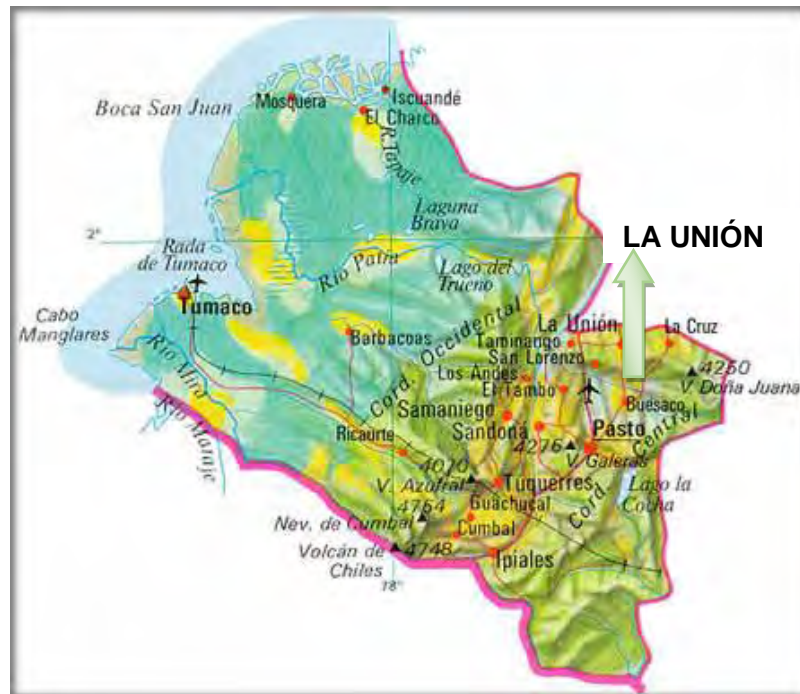 Boca San Juan
Mosquera
Iscuandé
El Charco
R. Tapaje
Laguna
Brava
2°
Rada
de Tumaco
LA UNIÓN
Río Patía
Lago del
Trueno
Cabo
Manglares
Tumaco
Río Mira
Río Mataje
Barbacoas
Cord. Occidental
La Unión
La Cruz
Taminango
San Lorenzo
Los Andes
El Tambo
4250
V. Doña Juana
Buesaco
Samaniego
Sandoná
Pasto
Ricaurte
4276
V. Galeras
Cord. Central
4070
V. Azufral
Túquerres
Lago la
Cocha
4764
Guachucal
Nev. de Cumbal
Cumbal
Volcán de
Chiles
4748
Ipiales
18°